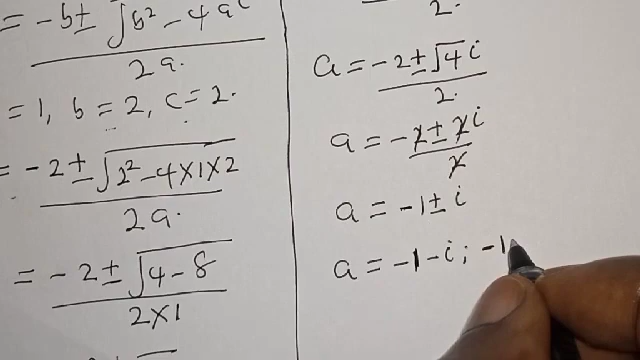 = -b ± √b² - 4ac
2a.
= 1, b = 2, c = 2.
= -2 ± √2² - 4×1×2
2a.
= -2 ± √4 - 8
2×1
2.
a = -2 ± √4 i
2.
a = -2 ± 2i
2
a = -1 ± i
a = -1 - i ; -1